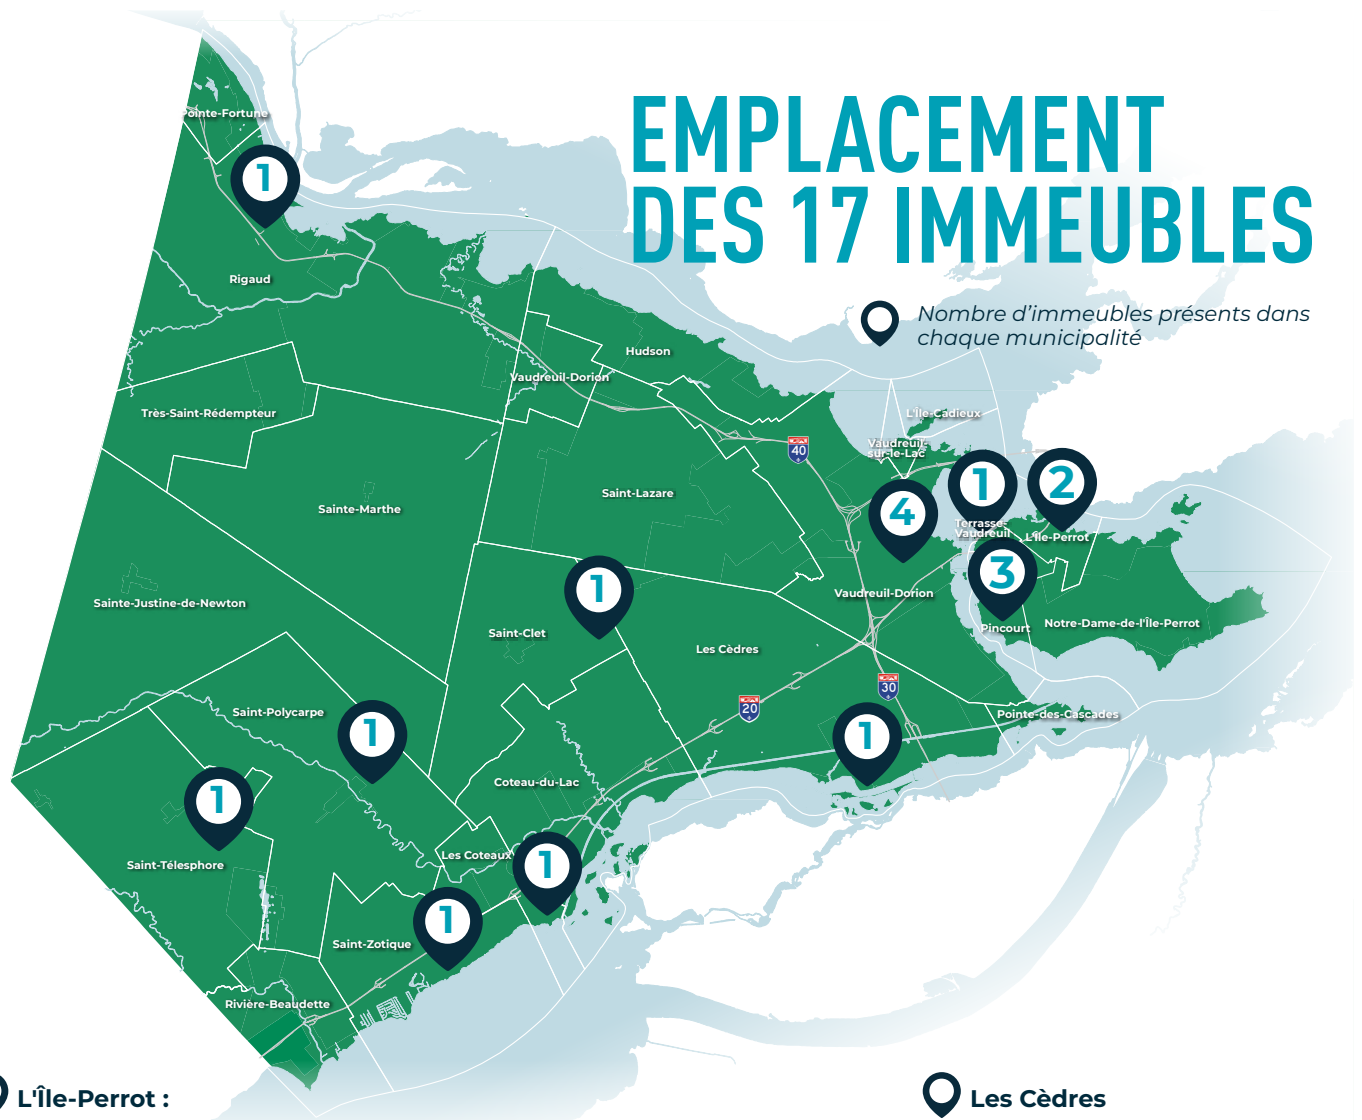 EMPLACEMENT
DES 17 IMMEUBLES
Nombre d'immeubles présents dans
chaque municipalité
Pointe-Fortune
1
Rigaud
Hudson
Vaudreuil-Dorion
Très-Saint-Rédempteur
L'Île-Cadieux
40
Vaudreuil-
sur-le-Lac
Saint-Lazare
Sainte-Marthe
4
1
2
Terrasse-
Vaudreuil
L'Île-Perrot
3
1
Vaudreuil-Dorion
Sainte-Justine-de-Newton
Saint-Clet
Pincourt
Notre-Dame-de-l'Île-Perrot
Les Cèdres
30
20
Saint-Polycarpe
Pointe-des-Cascades
1
1
Coteau-du-Lac
1
Les Coteaux
1
Saint-Télesphore
1
Saint-Zotique
Rivière-Beaudette
L'Île-Perrot :
Les Cèdres